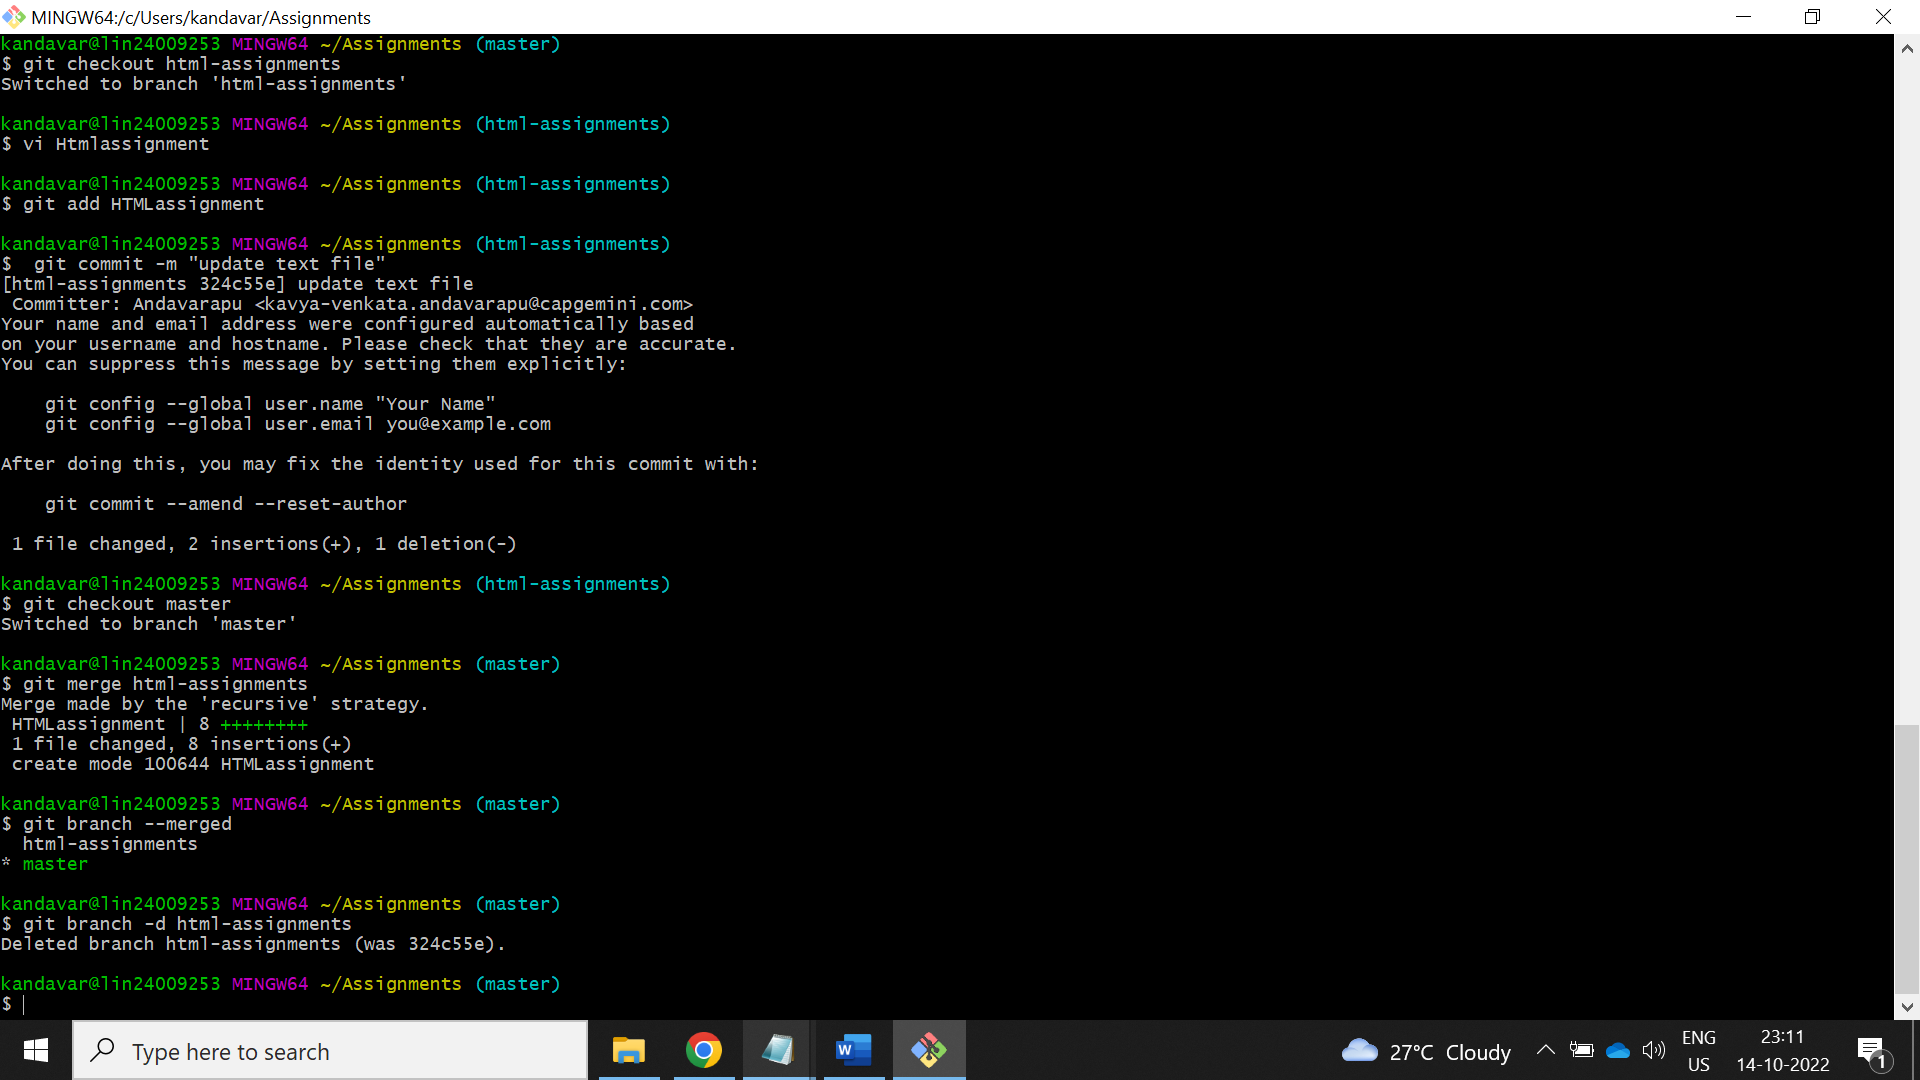 MINGW64:/c/Users/kandavar/Assignments
kandavar@lin24009253 MINGW64 ~/Assignments (master)
$ git checkout html-assignments
Switched to branch 'html-assignments'
kandavar@lin24009253 MINGW64 ~/Assignments (html-assignments)
$ vi Htmlassignment
kandavar@lin24009253 MINGW64 ~/Assignments (html-assignments)
$ git add HTMLassignment
kandavar@lin24009253 MINGW64 ~/Assignments (html-assignments)
$  git commit -m "update text file"
[html-assignments 324c55e] update text file
 Committer: Andavarapu <kavya-venkata.andavarapu@capgemini.com>
Your name and email address were configured automatically based
on your username and hostname. Please check that they are accurate.
You can suppress this message by setting them explicitly:
    git config --global user.name "Your Name"
    git config --global user.email you@example.com
After doing this, you may fix the identity used for this commit with:
    git commit --amend --reset-author
 1 file changed, 2 insertions(+), 1 deletion(-)
kandavar@lin24009253 MINGW64 ~/Assignments (html-assignments)
$ git checkout master
Switched to branch 'master'
kandavar@lin24009253 MINGW64 ~/Assignments (master)
$ git merge html-assignments
Merge made by the 'recursive' strategy.
 HTMLassignment | 8 ++++++++
 1 file changed, 8 insertions(+)
 create mode 100644 HTMLassignment
kandavar@lin24009253 MINGW64 ~/Assignments (master)
$ git branch --merged
  html-assignments
* master
kandavar@lin24009253 MINGW64 ~/Assignments (master)
$ git branch -d html-assignments
Deleted branch html-assignments (was 324c55e).
kandavar@lin24009253 MINGW64 ~/Assignments (master)
$
Type here to search
W
27°C Cloudy
ENG
US
23:11
14-10-2022
1